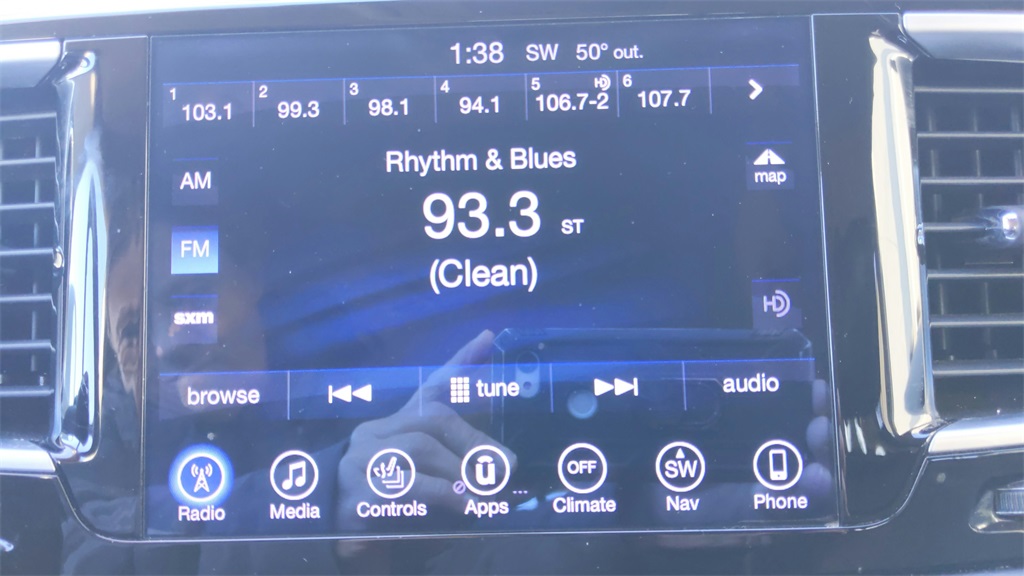 1:38 SW 50° out.
1 103.1 2 99.3 3 98.1 4 94.1 5 106.7-2 HD 6 107.7
Rhythm & Blues
map
AM
93.3 ST
FM
(Clean)
HD
sxm
browse tune audio
OFF SW
Radio Media Controls Apps Climate Nav Phone